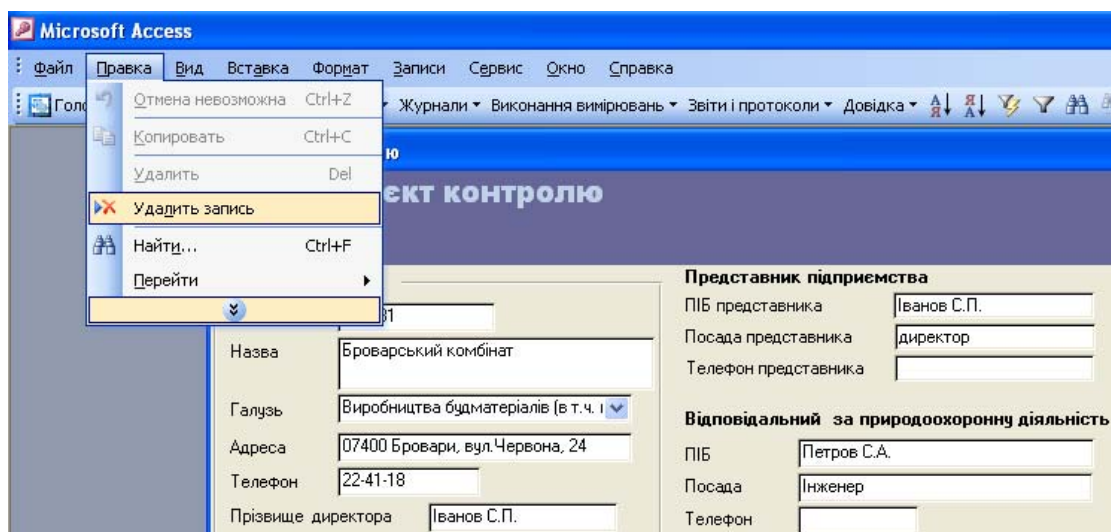 Microsoft Access
Файл Правка Вид Вставка Формат Записи Сервис Окно Справка
Голо Журнали Виконання вимірювань Звіти і протоколи Довідка
Отмена невозможна Ctrl+Z
Копировать Ctrl+C
Удалить Del
Удалить запись
Найти... Ctrl+F
Перейти
ю
єкт контролю
Представник підприємства
ПІБ представника Іванов С.П.
Посада представника директор
Телефон представника
Назва Броварський комбінат
Галузь Виробництва будматеріалів (в т.ч.
Адреса 07400 Бровари, вул.Червона, 24
Телефон 22-41-18
Прізвище директора Іванов С.П.
Відповідальний за природоохоронну діяльність
ПІБ Петров С.А.
Посада Інженер
Телефон